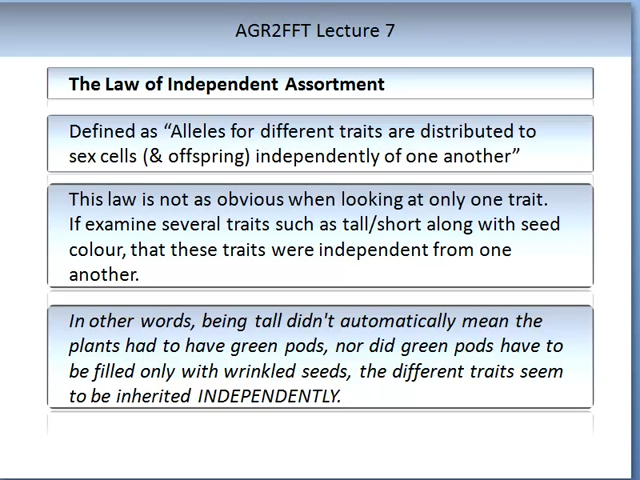 AGR2FFT Lecture 7
The Law of Independent Assortment
Defined as “Alleles for different traits are distributed to
sex cells (& offspring) independently of one another”
This law is not as obvious when looking at only one trait.
If examine several traits such as tall/short along with seed
colour, that these traits were independent from one
another.
In other words, being tall didn't automatically mean the
plants had to have green pods, nor did green pods have to
be filled only with wrinkled seeds, the different traits seem
to be inherited INDEPENDENTLY.